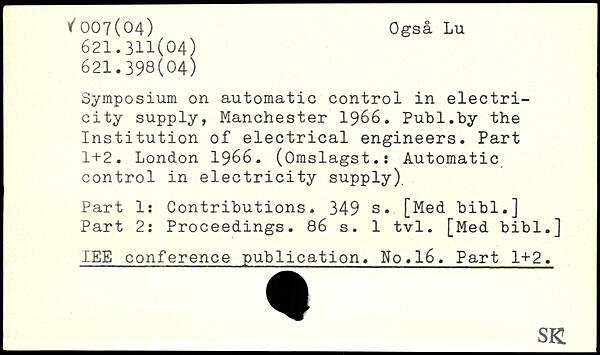 √007(04) Også Lu
621.311(04)
621.398(04)
Symposium on automatic control in electri-
city supply, Manchester 1966. Publ.by the
Institution of electrical engineers. Part
1+2. London 1966. (Omslagst.: Automatic
control in electricity supply).
Part 1: Contributions. 349 s. [Med bibl.]
Part 2: Proceedings. 86 s. 1 tvl. [Med bibl.]
IEE conference publication. No.16. Part 1+2.
SK